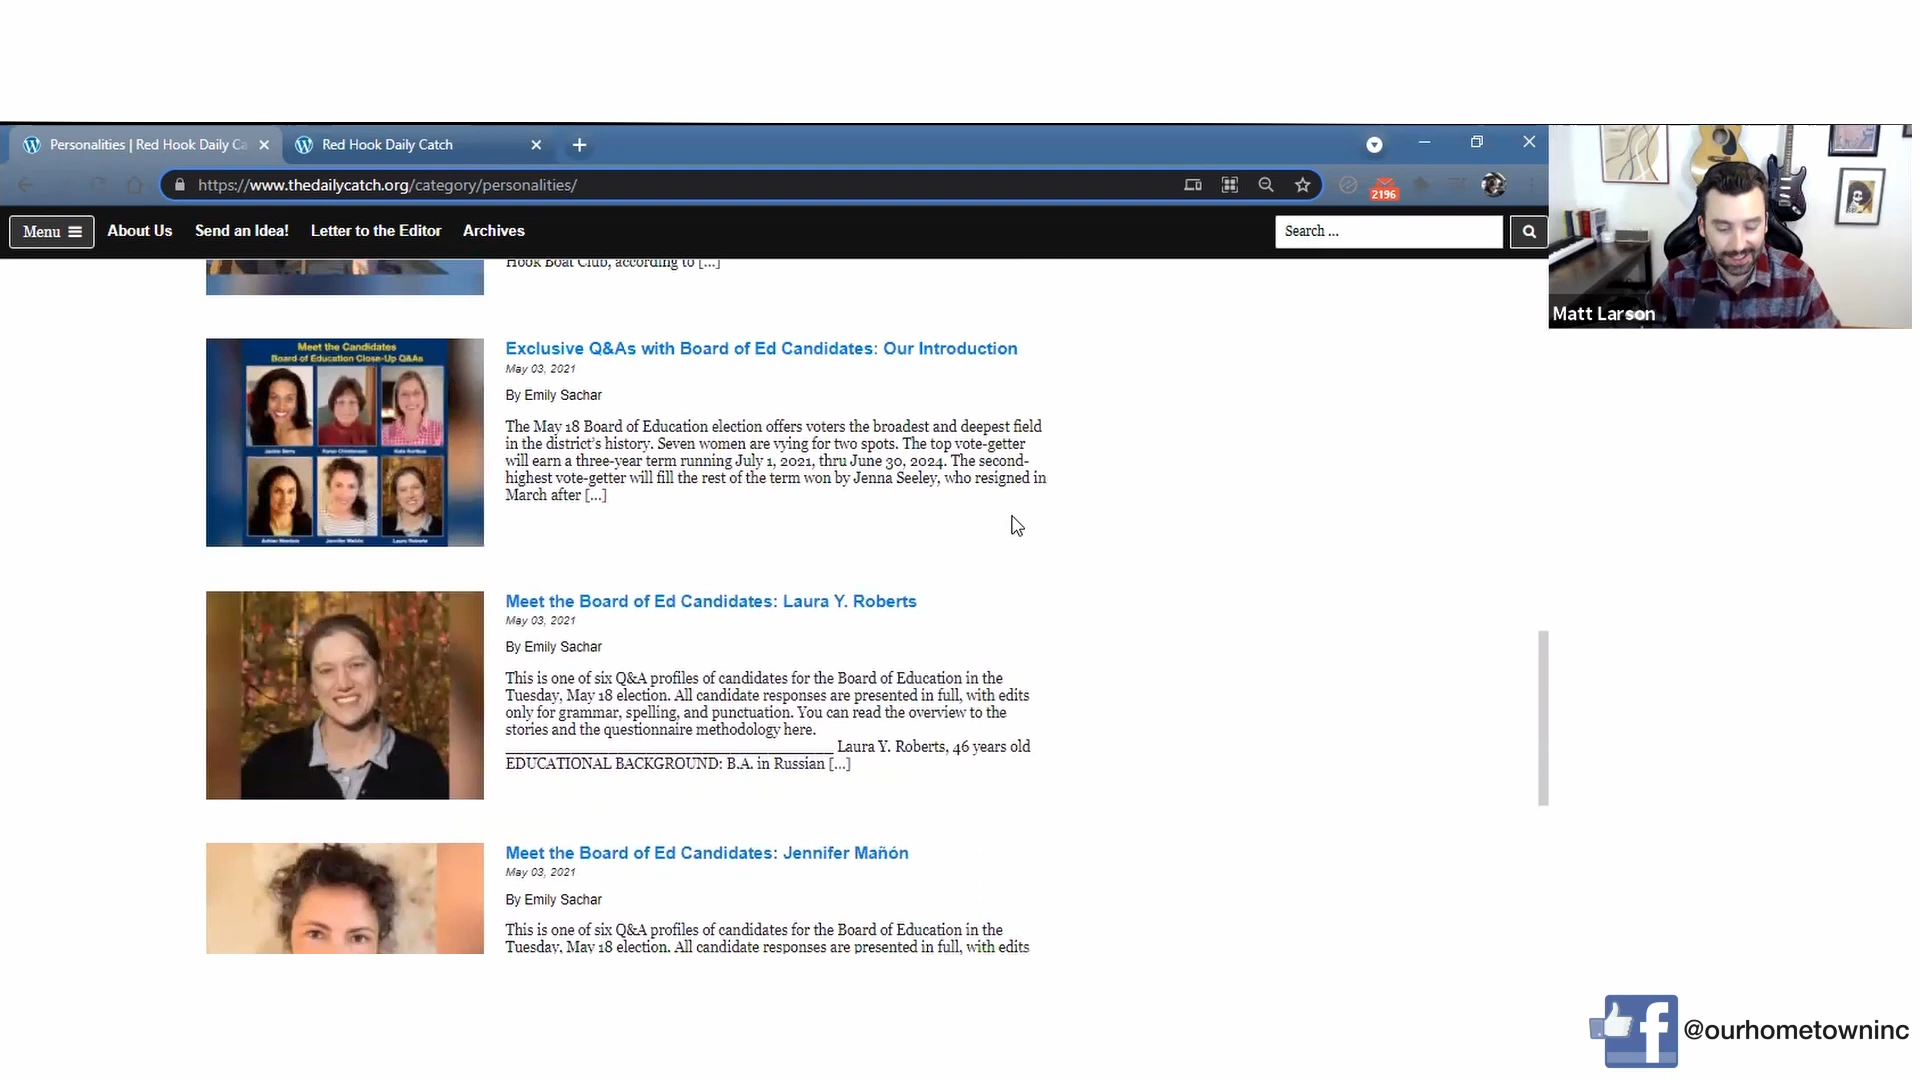 Personalities | Red Hook Daily Ca
Red Hook Daily Catch
https://www.thedailycatch.org/category/personalities/
2196
Menu
About Us
Send an Idea!
Letter to the Editor
Archives
Search ...
Matt Larson
Hook Boat Club, according to [...]
Meet the Candidates
Board of Education Close-Up Q&As
Exclusive Q&As with Board of Ed Candidates: Our Introduction
May 03, 2021
By Emily Sachar
The May 18 Board of Education election offers voters the broadest and deepest field
in the district's history. Seven women are vying for two spots. The top vote-getter
will earn a three-year term running July 1, 2021, thru June 30, 2024. The second-
highest vote-getter will fill the rest of the term won by Jenna Seeley, who resigned in
March after [...]
Meet the Board of Ed Candidates: Laura Y. Roberts
May 03, 2021
By Emily Sachar
This is one of six Q&A profiles of candidates for the Board of Education in the
Tuesday, May 18 election. All candidate responses are presented in full, with edits
only for grammar, spelling, and punctuation. You can read the overview to the
stories and the questionnaire methodology here.
_____________________________________ Laura Y. Roberts, 46 years old
EDUCATIONAL BACKGROUND: B.A. in Russian [...]
Meet the Board of Ed Candidates: Jennifer Mañón
May 03, 2021
By Emily Sachar
This is one of six Q&A profiles of candidates for the Board of Education in the
Tuesday, May 18 election. All candidate responses are presented in full, with edits
@ourhometowninc